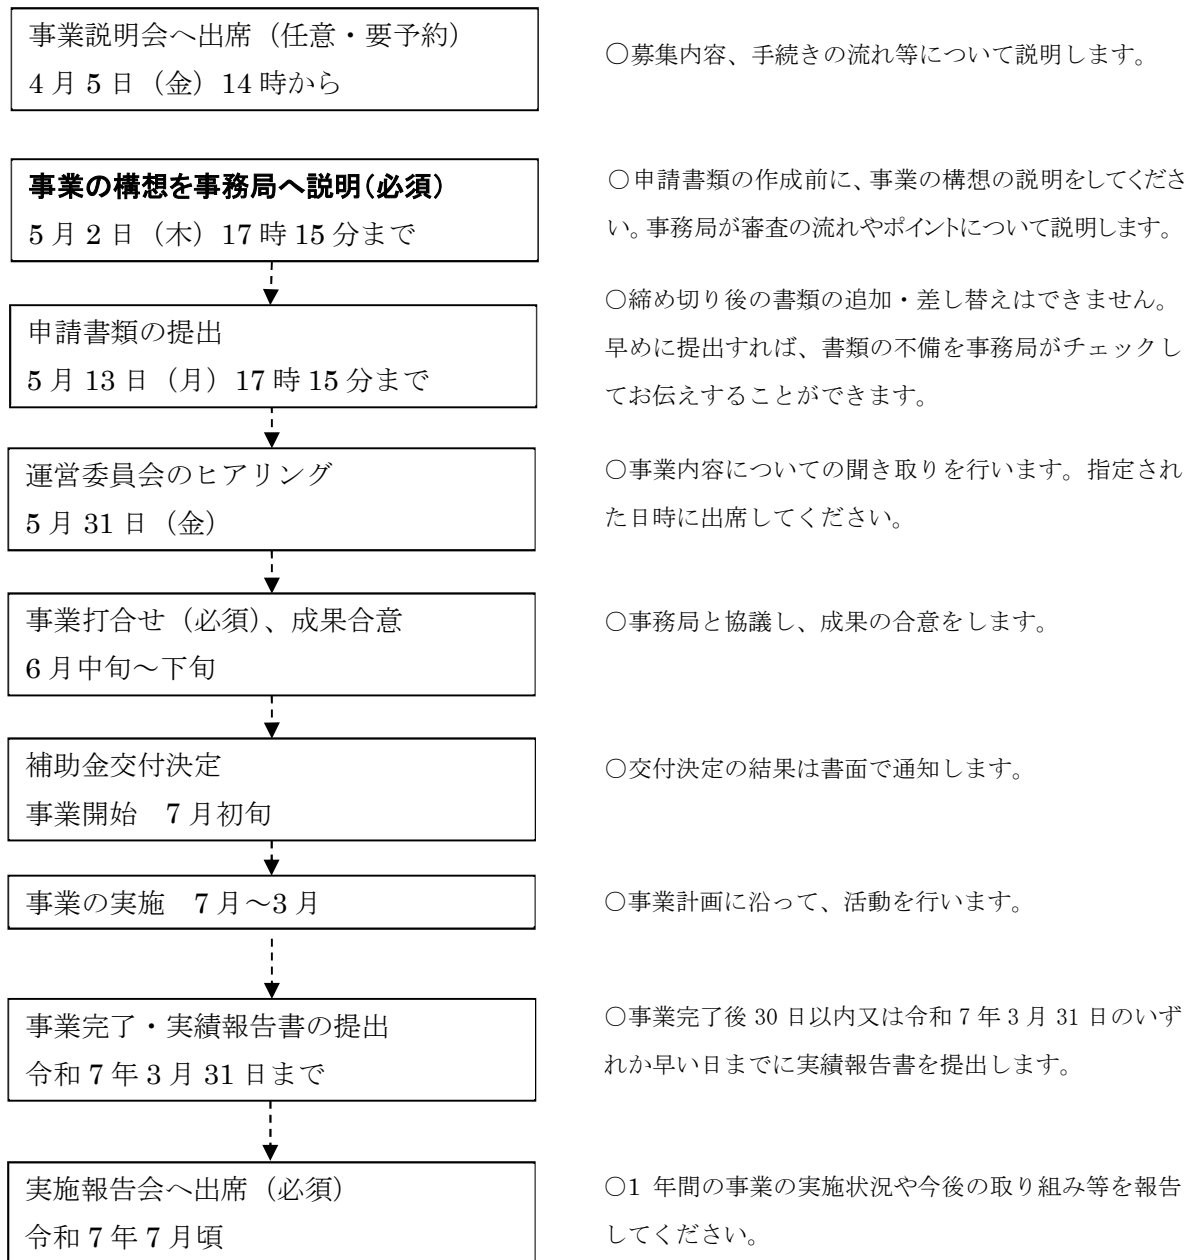 事業説明会へ出席（任意・要予約）
4月5日（金）14時から
○募集内容、手続きの流れ等について説明します。
事業の構想を事務局へ説明（必須）
5月2日（木）17時15分まで
○申請書類の作成前に、事業の構想の説明をしてくださ
い。事務局が審査の流れやポイントについて説明します。
申請書類の提出
5月13日（月）17時15分まで
○締め切り後の書類の追加・差し替えはできません。
早めに提出すれば、書類の不備を事務局がチェックし
てお伝えすることができます。
運営委員会のヒアリング
5月31日（金）
○事業内容についての聞き取りを行います。指定され
た日時に出席してください。
事業打合せ（必須）、成果合意
6月中旬～下旬
○事務局と協議し、成果の合意をします。
補助金交付決定
事業開始　7月初旬
○交付決定の結果は書面で通知します。
事業の実施　7月～3月
○事業計画に沿って、活動を行います。
事業完了・実績報告書の提出
令和7年3月31日まで
○事業完了後30日以内又は令和7年3月31日のいず
れか早い日までに実績報告書を提出します。
実施報告会へ出席（必須）
令和7年7月頃
○1年間の事業の実施状況や今後の取り組み等を報告
してください。